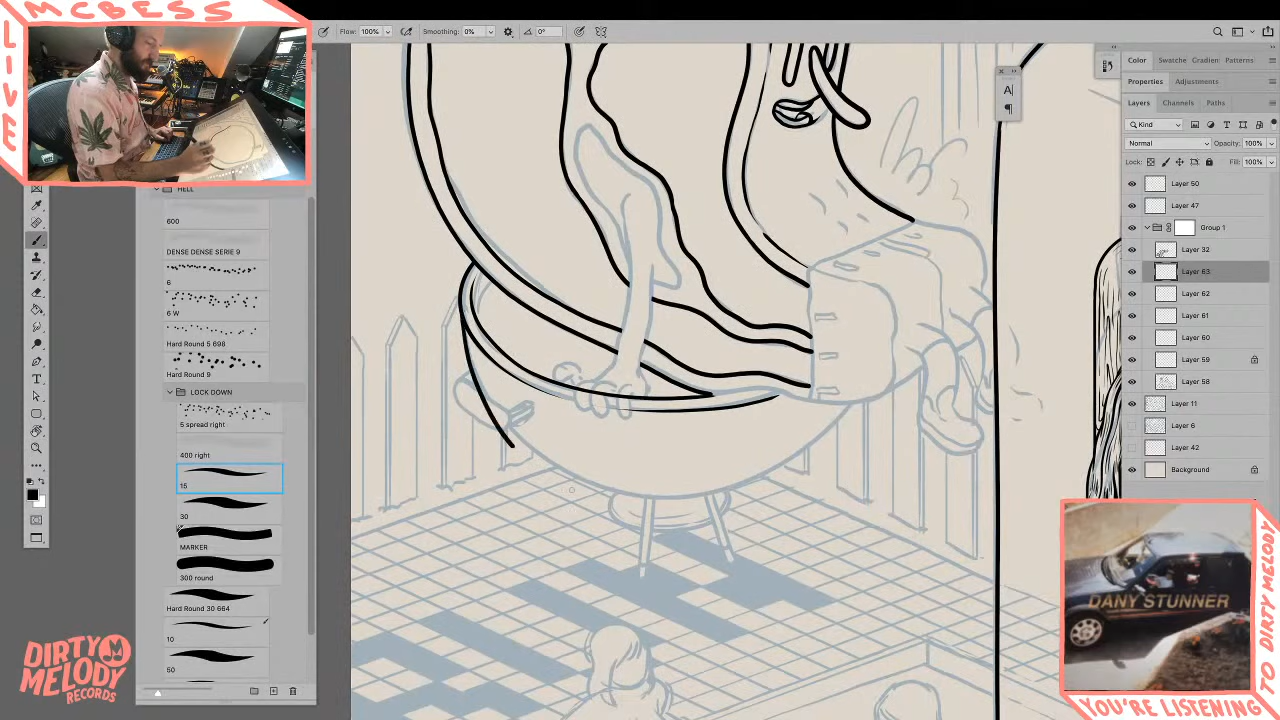 MCBESS
LIVE
Flow: 100%
Smoothing: 0%
0°
HELL
600
DENSE DENSE SERIE 9
6
6 W
Hard Round 5 698
Hard Round 9
LOCK DOWN
5 spread right
400 right
15
30
MARKER
300 round
Hard Round 30 664
10
50
A
¶
Color
Swatche
Gradien
Patterns
Properties
Adjustments
Layers
Channels
Paths
Kind
Normal
Opacity: 100%
Lock:
Fill: 100%
Layer 50
Layer 47
Group 1
Layer 32
Layer 63
Layer 62
Layer 61
Layer 60
Layer 59
Layer 58
Layer 11
Layer 6
Layer 42
Background
DIRTY
MELODY
RECORDS
DANY STUNNER
YOU'RE LISTENING
TO DIRTY MELODY